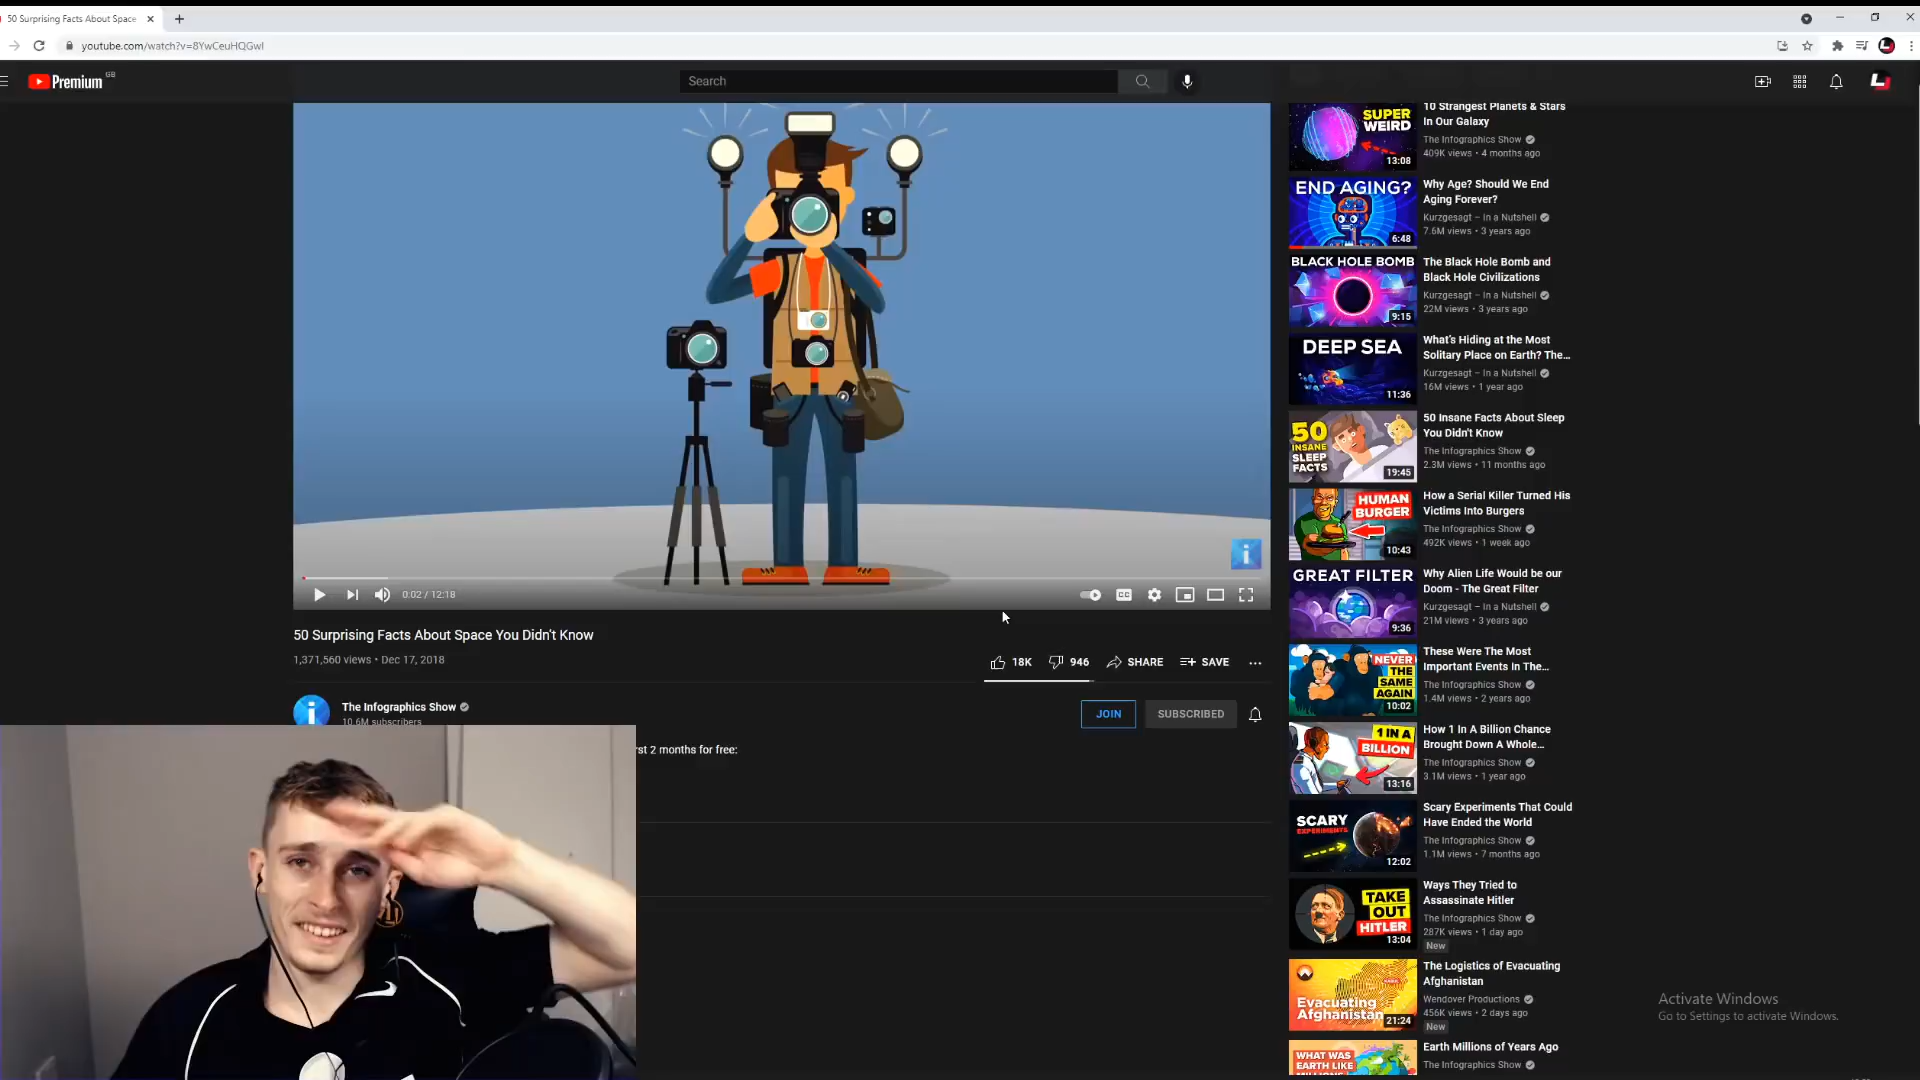 50 Surprising Facts About Space
youtube.com/watch?v=8YwCeuHQGwI
Premium GB
Search
0:02 / 12:18
CC
50 Surprising Facts About Space You Didn't Know
1,371,560 views • Dec 17, 2018
18K
946
SHARE
SAVE
The Infographics Show
10.6M subscribers
JOIN
SUBSCRIBED
st 2 months for free:
SUPER
WEIRD
13:08
10 Strangest Planets & Stars
In Our Galaxy
The Infographics Show
409K views • 4 months ago
END AGING?
6:48
Why Age? Should We End
Aging Forever?
Kurzgesagt – In a Nutshell
7.6M views • 3 years ago
BLACK HOLE BOMB
9:15
The Black Hole Bomb and
Black Hole Civilizations
Kurzgesagt – In a Nutshell
22M views • 3 years ago
DEEP SEA
11:36
What's Hiding at the Most
Solitary Place on Earth? The...
Kurzgesagt – In a Nutshell
16M views • 1 year ago
50
INSANE
SLEEP
FACTS
19:45
50 Insane Facts About Sleep
You Didn't Know
The Infographics Show
2.3M views • 11 months ago
HUMAN
BURGER
10:43
How a Serial Killer Turned His
Victims Into Burgers
The Infographics Show
492K views • 1 week ago
GREAT FILTER
9:36
Why Alien Life Would be our
Doom - The Great Filter
Kurzgesagt – In a Nutshell
21M views • 3 years ago
NEVER
THE
SAME
AGAIN
10:02
These Were The Most
Important Events In The...
The Infographics Show
1.4M views • 2 years ago
1 IN A
BILLION
13:16
How 1 In A Billion Chance
Brought Down A Whole...
The Infographics Show
3.1M views • 1 year ago
SCARY
EXPERIMENTS
12:02
Scary Experiments That Could
Have Ended the World
The Infographics Show
1.1M views • 7 months ago
TAKE
OUT
HITLER
13:04
Ways They Tried to
Assassinate Hitler
The Infographics Show
287K views • 1 day ago
New
Evacuating
Afghanistan
21:24
The Logistics of Evacuating
Afghanistan
Wendover Productions
456K views • 2 days ago
New
WHAT WAS
EARTH LIKE
Earth Millions of Years Ago
The Infographics Show
Activate Windows
Go to Settings to activate Windows.